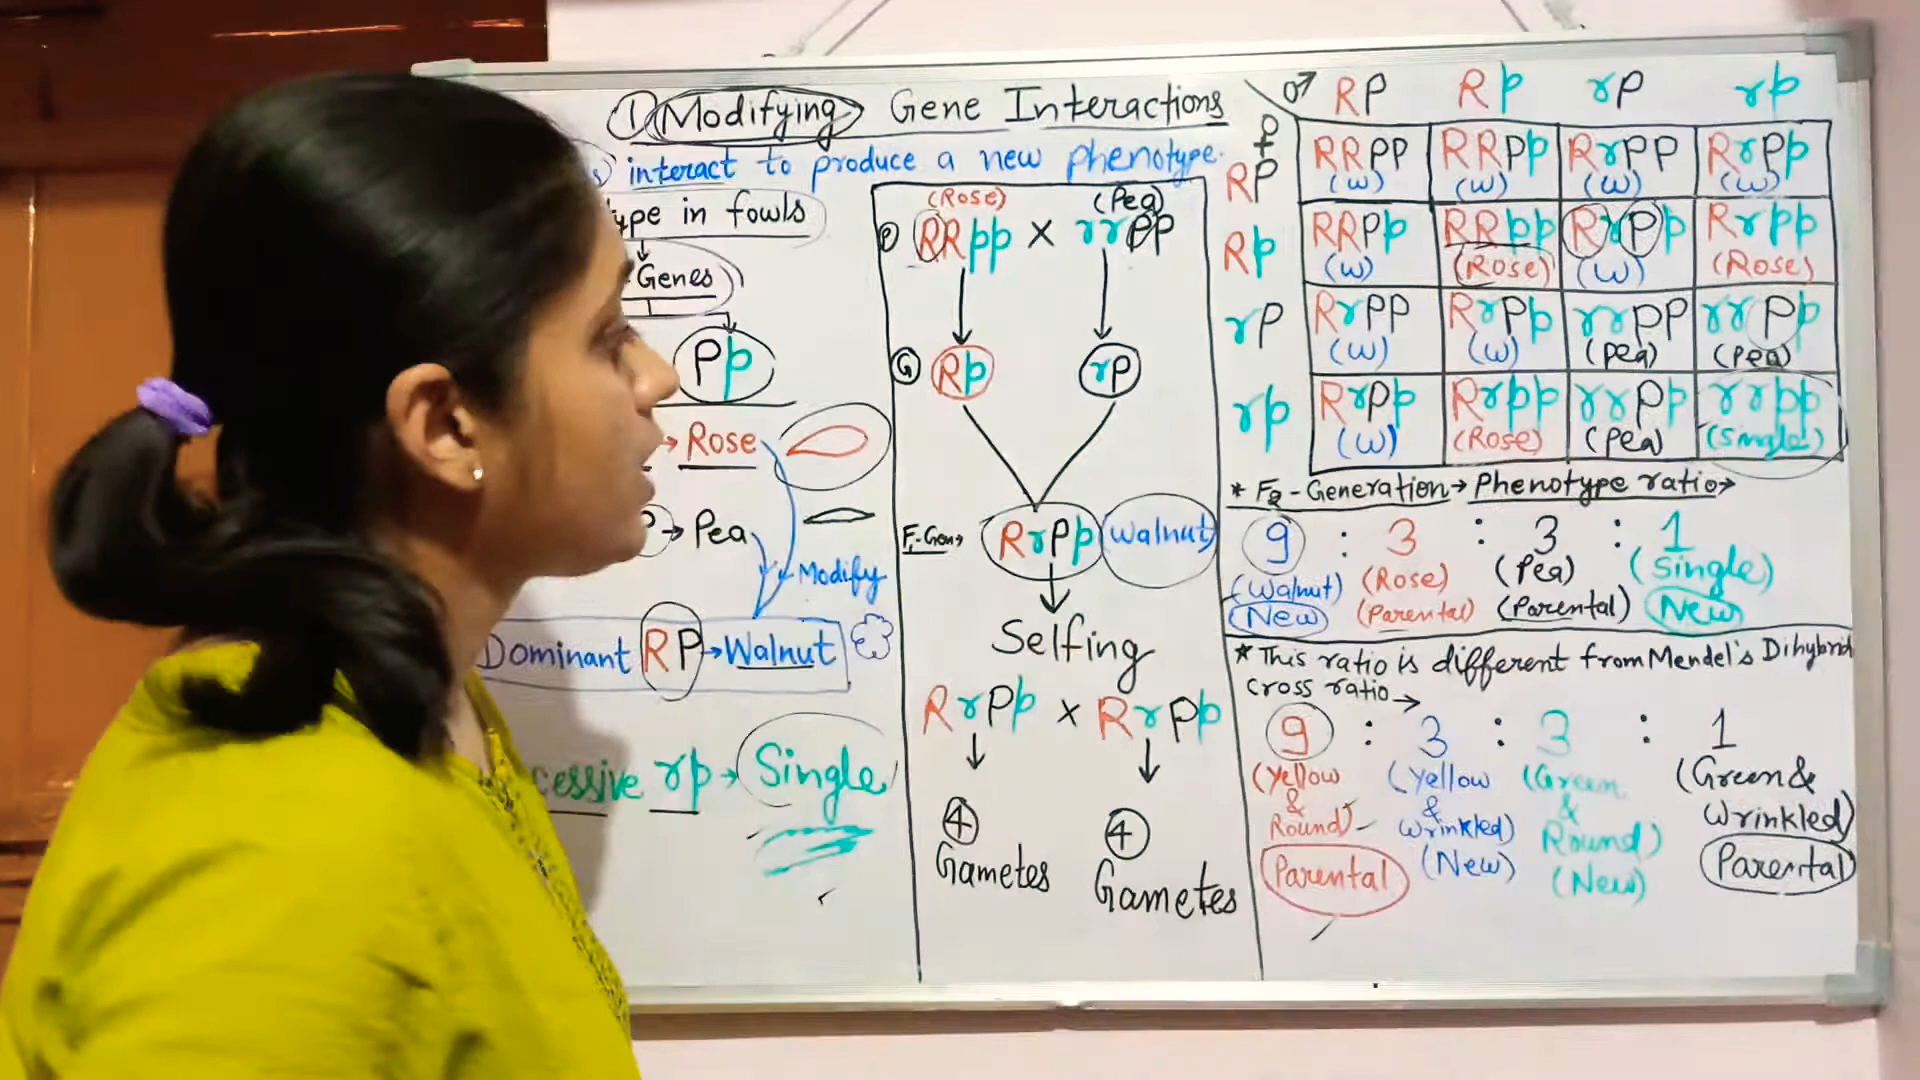 ① Modifying Gene Interactions
interact to produce a new phenotype.
type in fowls
Genes
Pp
→ Rose
→ Pea
Modify
Dominant RP → Walnut
cessive rp → Single
(Rose) (Pea)
Ⓟ RRpp × rrPP
Ⓖ Rp rP
F1-Gen→ RrPp Walnut
Selfing
RrPp × RrPp
④ ④
Gametes Gametes
♂ RP Rp rP rp
♀
RP RRPP RRPp RrPP RrPp
(W) (W) (W) (W)
Rp RRPp RRpp RrPp Rrpp
(W) (Rose) (W) (Rose)
rP RrPP RrPp rrPP rrPp
(W) (W) (Pea) (Pea)
rp RrPp Rrpp rrPp rrpp
(W) (Rose) (Pea) (Single)
* F2-Generation → Phenotype ratio →
9 : 3 : 3 : 1
(Walnut) (Rose) (Pea) (Single)
(New) (Parental) (Parental) (New)
* This ratio is different from Mendel's Dihybrid
cross ratio →
9 : 3 : 3 : 1
(Yellow (Yellow (Green (Green &
& & & Wrinkled)
Round) Wrinkled) Round)
Parental (New) (New) (Parental)